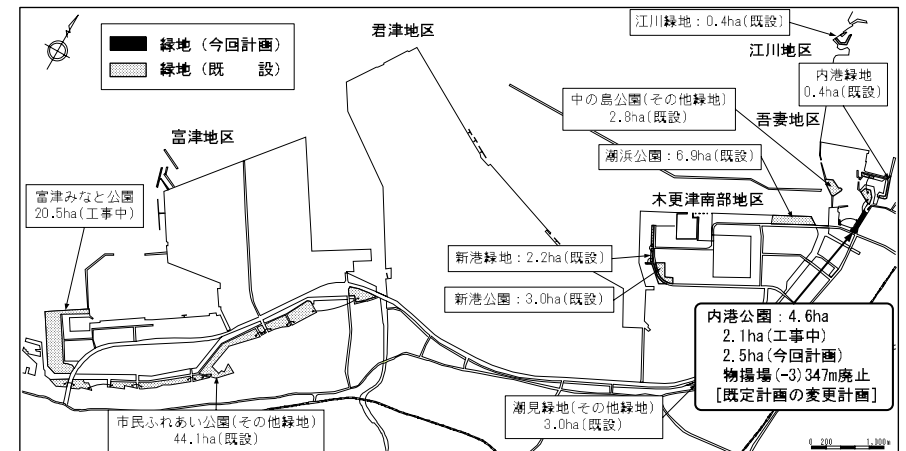 緑地（今回計画）
緑地（既　　設）
君津地区
江川緑地：0.4ha(既設)
江川地区
内港緑地
0.4ha(既設)
中の島公園(その他緑地)
2.8ha(既設)
吾妻地区
富津地区
潮浜公園：6.9ha(既設)
富津みなと公園
20.5ha(工事中)
木更津南部地区
新港緑地：2.2ha(既設)
新港公園：3.0ha(既設)
内港公園：4.6ha
2.1ha(工事中)
2.5ha(今回計画)
物揚場(-3)347m廃止
[既定計画の変更計画]
市民ふれあい公園(その他緑地)
44.1ha(既設)
潮見緑地(その他緑地)
3.0ha(既設)
0 200 1,000m